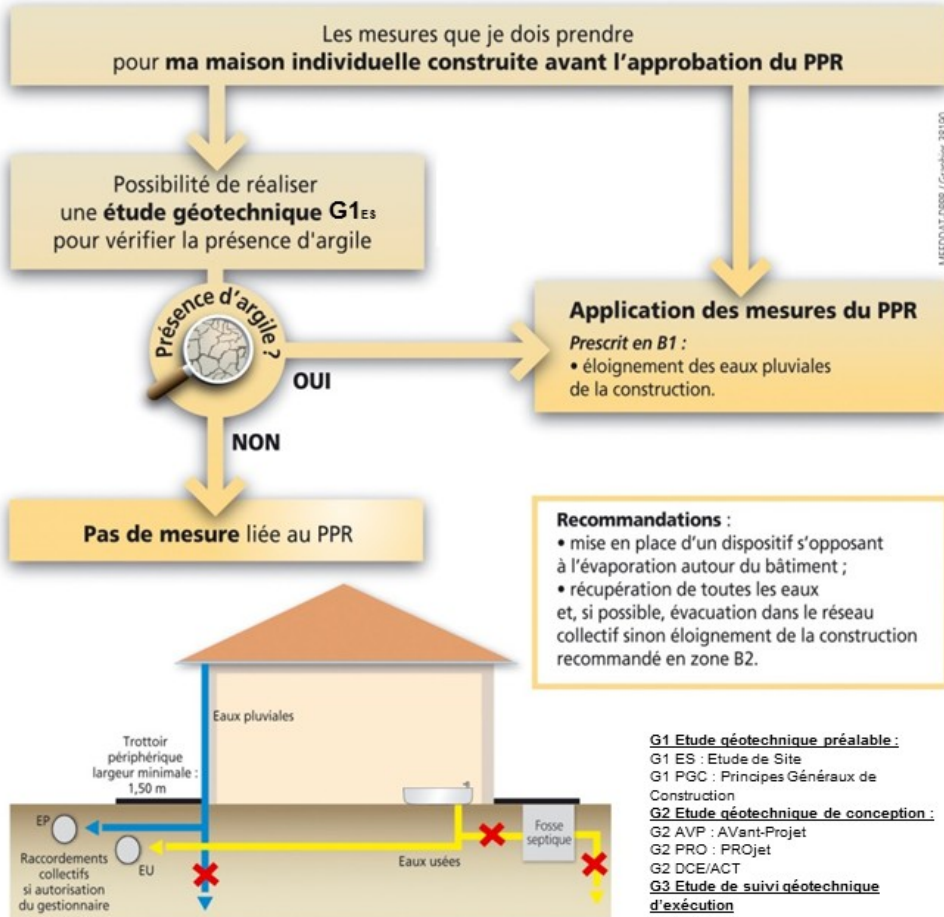 Les mesures que je dois prendre
pour ma maison individuelle construite avant l'approbation du PPR
Possibilité de réaliser
une étude géotechnique G1ES
pour vérifier la présence d'argile
Présence d'argile ?
OUI
NON
Application des mesures du PPR
Prescrit en B1 :
• éloignement des eaux pluviales
de la construction.
Pas de mesure liée au PPR
Recommandations :
• mise en place d'un dispositif s'opposant
à l'évaporation autour du bâtiment ;
• récupération de toutes les eaux
et, si possible, évacuation dans le réseau
collectif sinon éloignement de la construction
recommandé en zone B2.
Eaux pluviales
Trottoir
périphérique
largeur minimale :
1,50 m
EP
EU
Raccordements
collectifs
si autorisation
du gestionnaire
Eaux usées
Fosse
septique
G1 Etude géotechnique préalable :
G1 ES : Etude de Site
G1 PGC : Principes Généraux de
Construction
G2 Etude géotechnique de conception :
G2 AVP : AVant-Projet
G2 PRO : PROjet
G2 DCE/ACT
G3 Etude de suivi géotechnique
d'exécution